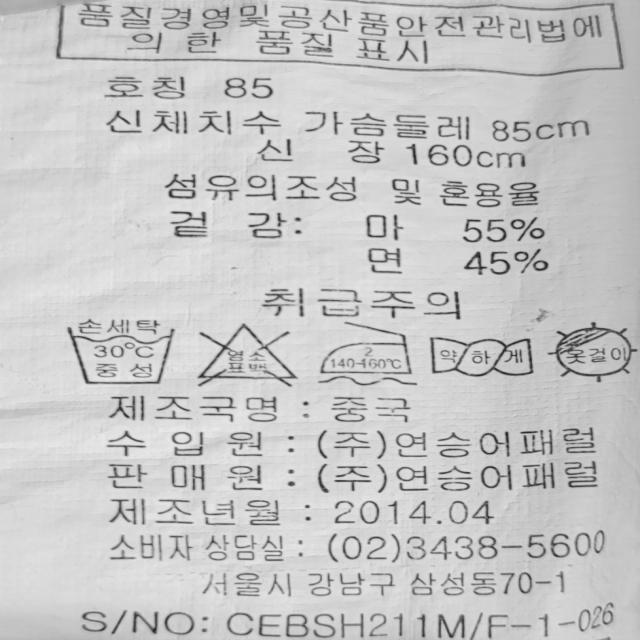 품질경영및공산품안전관리법에
의 한 품질 표시
호칭 85
신체치수 가슴둘레 85cm
신 장 160cm
섬유의조성 및 혼용율
겉 감: 마 55%
면 45%
취급주의
손세탁
30℃
중성
염소
표백
2
140-160℃
약하게
옷걸이
제조국명 : 중국
수 입 원 : (주)연승어패럴
판 매 원 : (주)연승어패럴
제조년월 : 2014.04
소비자 상담실 : (02)3438-5600
서울시 강남구 삼성동70-1
S/NO: CEBSH211M/F-1-026